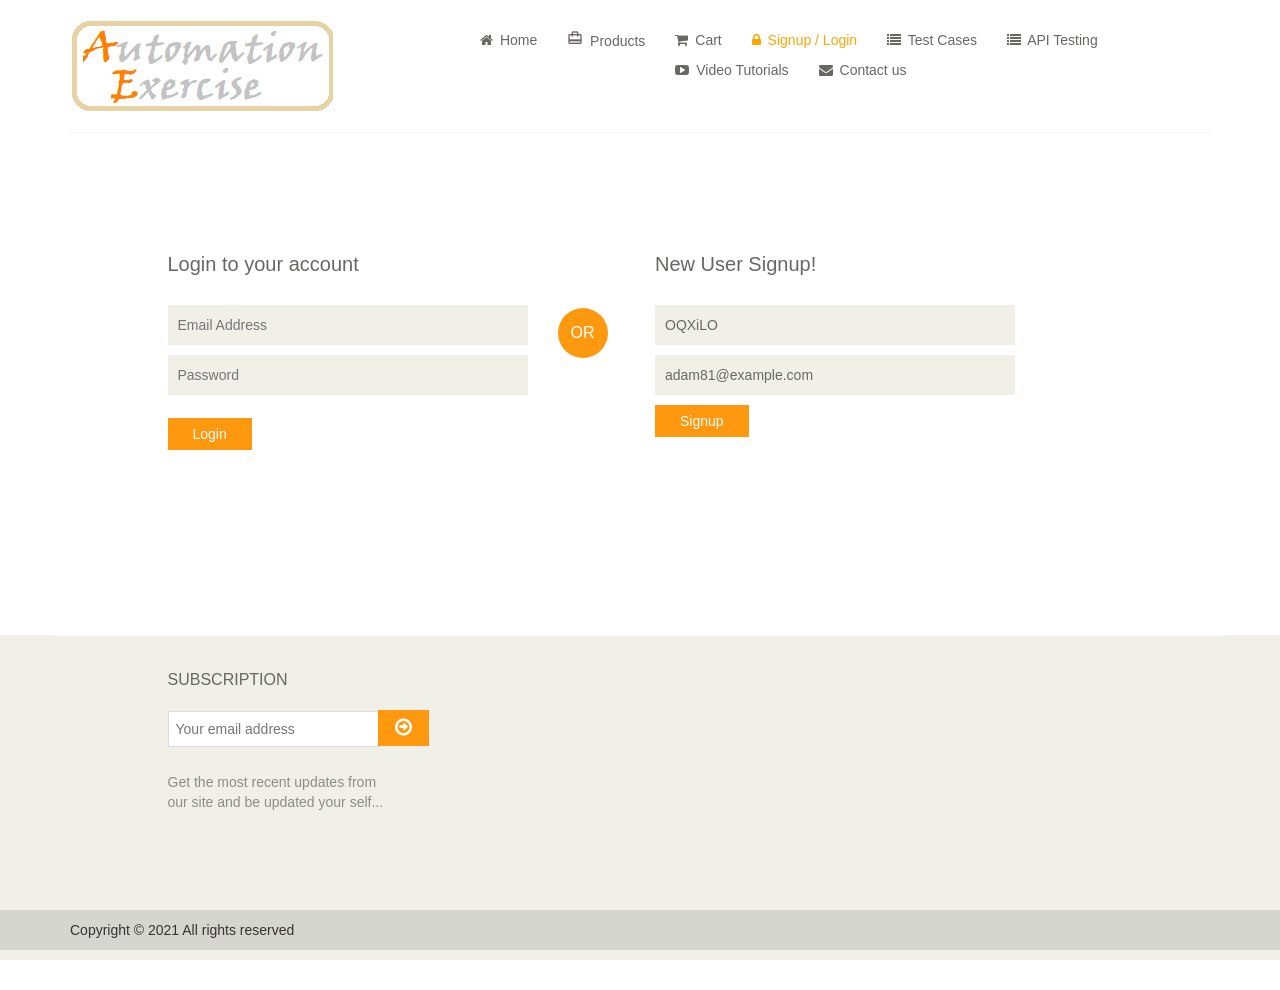 Automation
Exercise
Home
Products
Cart
Signup / Login
Test Cases
API Testing
Video Tutorials
Contact us
Login to your account
Email Address
Password
Login
OR
New User Signup!
OQXiLO
adam81@example.com
Signup
SUBSCRIPTION
Your email address
Get the most recent updates from
our site and be updated your self...
Copyright © 2021 All rights reserved